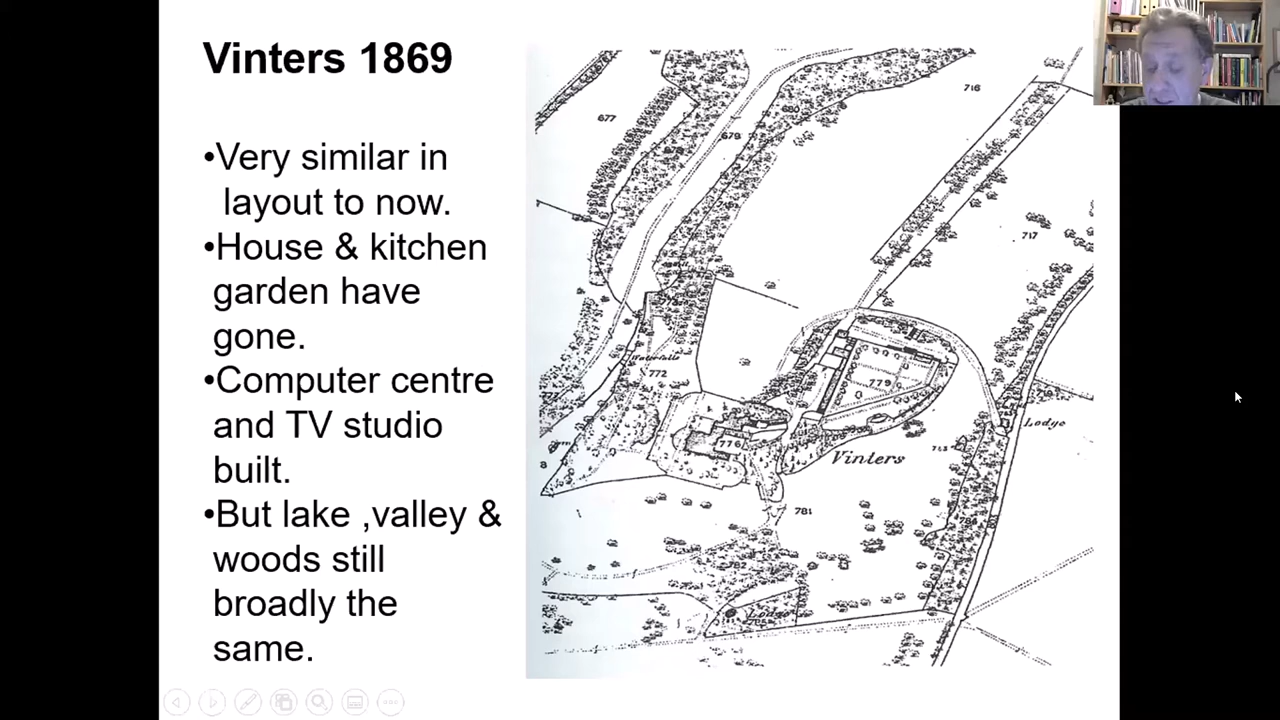 Vinters 1869
•Very similar in
layout to now.
•House & kitchen
garden have
gone.
•Computer centre
and TV studio
built.
•But lake ,valley &
woods still
broadly the
same.
716
677
680
679
717
Waterfalls
772
779
Lodge
776
Vinters
781
Lodge